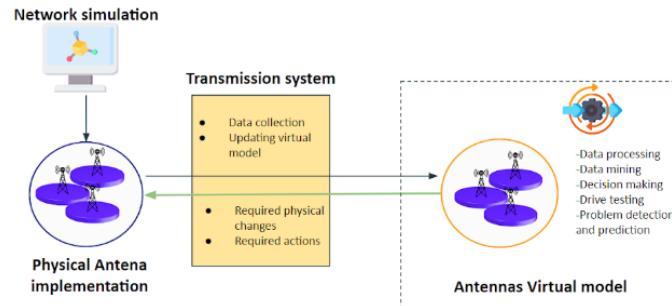 Network simulation
Transmission system
● Data collection
● Updating virtual
model
● Required physical
changes
● Required actions
Physical Antena
implementation
-Data processing
-Data mining
-Decision making
-Drive testing
-Problem detection
and prediction
Antennas Virtual model